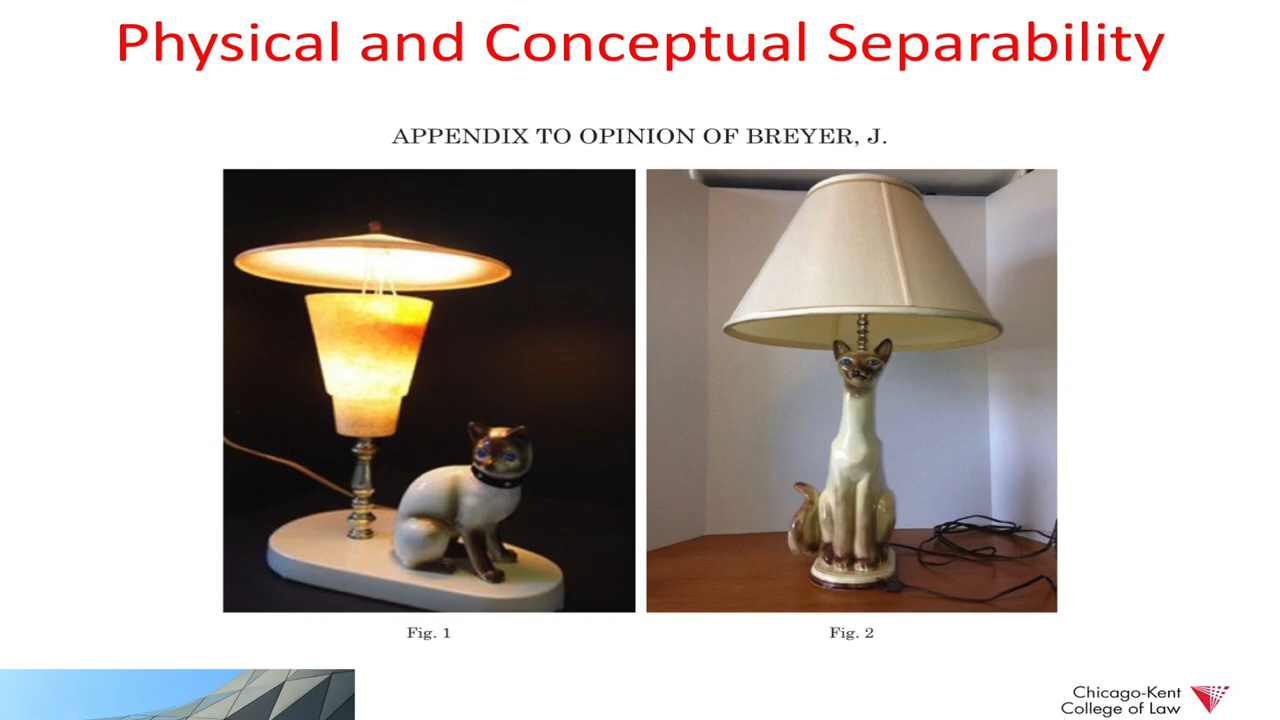 Physical and Conceptual Separability
APPENDIX TO OPINION OF BREYER, J.
Fig. 1
Fig. 2
Chicago-Kent
College of Law